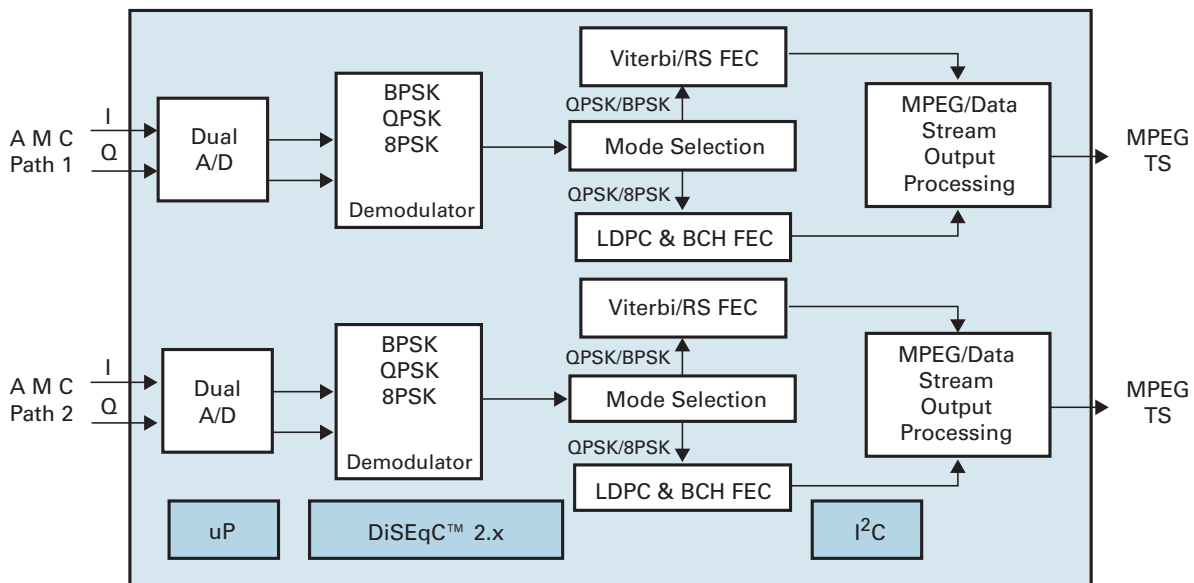 A M C
Path 1
I
Q
Dual
A/D
BPSK
QPSK
8PSK
Demodulator
Viterbi/RS FEC
QPSK/BPSK
Mode Selection
QPSK/8PSK
LDPC & BCH FEC
MPEG/Data
Stream
Output
Processing
MPEG
TS
A M C
Path 2
I
Q
Dual
A/D
BPSK
QPSK
8PSK
Demodulator
Viterbi/RS FEC
QPSK/BPSK
Mode Selection
QPSK/8PSK
LDPC & BCH FEC
MPEG/Data
Stream
Output
Processing
MPEG
TS
uP
DiSEqC™ 2.x
I²C